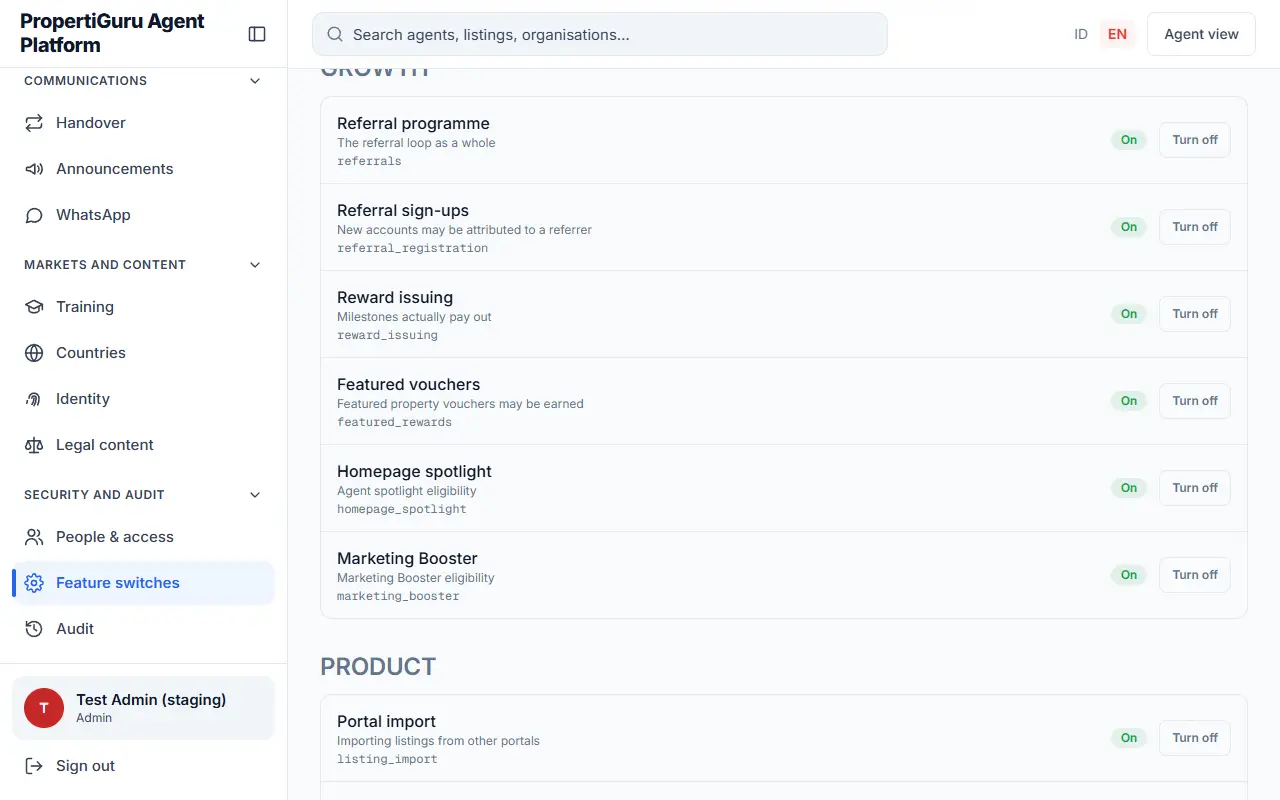 PropertiGuru Agent
Platform
Search agents, listings, organisations...
ID
EN
Agent view
COMMUNICATIONS
Handover
Announcements
WhatsApp
MARKETS AND CONTENT
Training
Countries
Identity
Legal content
SECURITY AND AUDIT
People & access
Feature switches
Audit
T
Test Admin (staging)
Admin
Sign out
GROWTH
Referral programme
The referral loop as a whole
referrals
On
Turn off
Referral sign-ups
New accounts may be attributed to a referrer
referral_registration
On
Turn off
Reward issuing
Milestones actually pay out
reward_issuing
On
Turn off
Featured vouchers
Featured property vouchers may be earned
featured_rewards
On
Turn off
Homepage spotlight
Agent spotlight eligibility
homepage_spotlight
On
Turn off
Marketing Booster
Marketing Booster eligibility
marketing_booster
On
Turn off
PRODUCT
Portal import
Importing listings from other portals
listing_import
On
Turn off